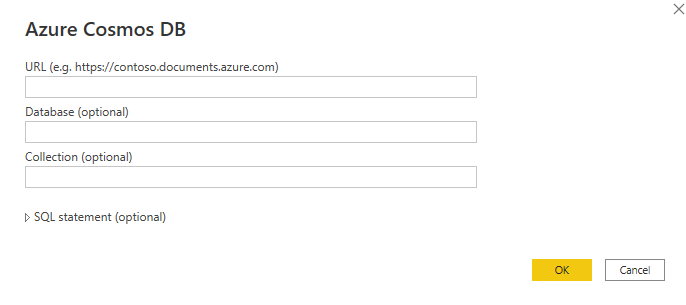 Azure Cosmos DB
URL (e.g. https://contoso.documents.azure.com)
Database (optional)
Collection (optional)
SQL statement (optional)
OK
Cancel